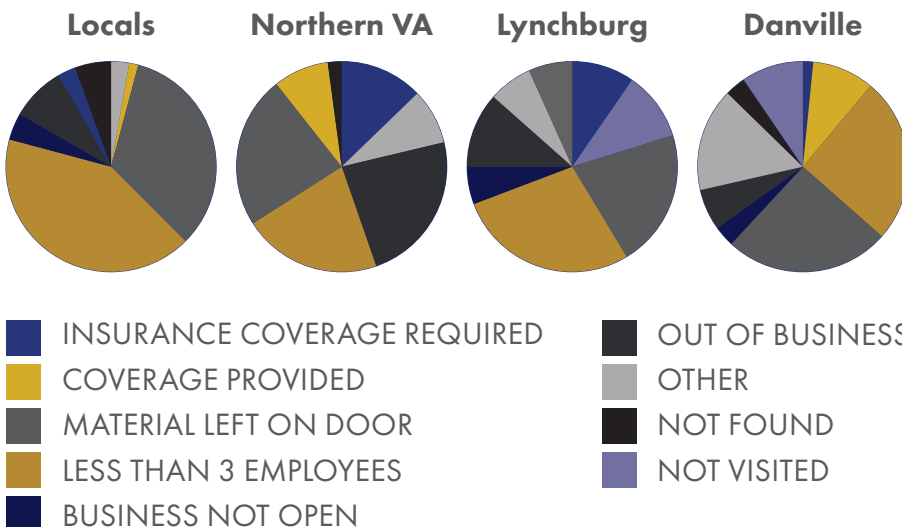 Locals Northern VA Lynchburg Danville
INSURANCE COVERAGE REQUIRED
COVERAGE PROVIDED
MATERIAL LEFT ON DOOR
LESS THAN 3 EMPLOYEES
BUSINESS NOT OPEN
OUT OF BUSINESS
OTHER
NOT FOUND
NOT VISITED